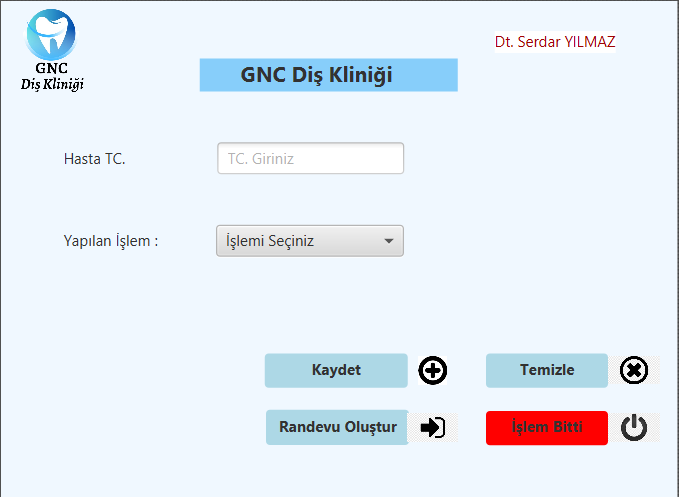 GNC
Diş Kliniği
Dt. Serdar YILMAZ
GNC Diş Kliniği
Hasta TC.
TC. Giriniz
Yapılan İşlem :
İşlemi Seçiniz
Kaydet
Temizle
Randevu Oluştur
İşlem Bitti